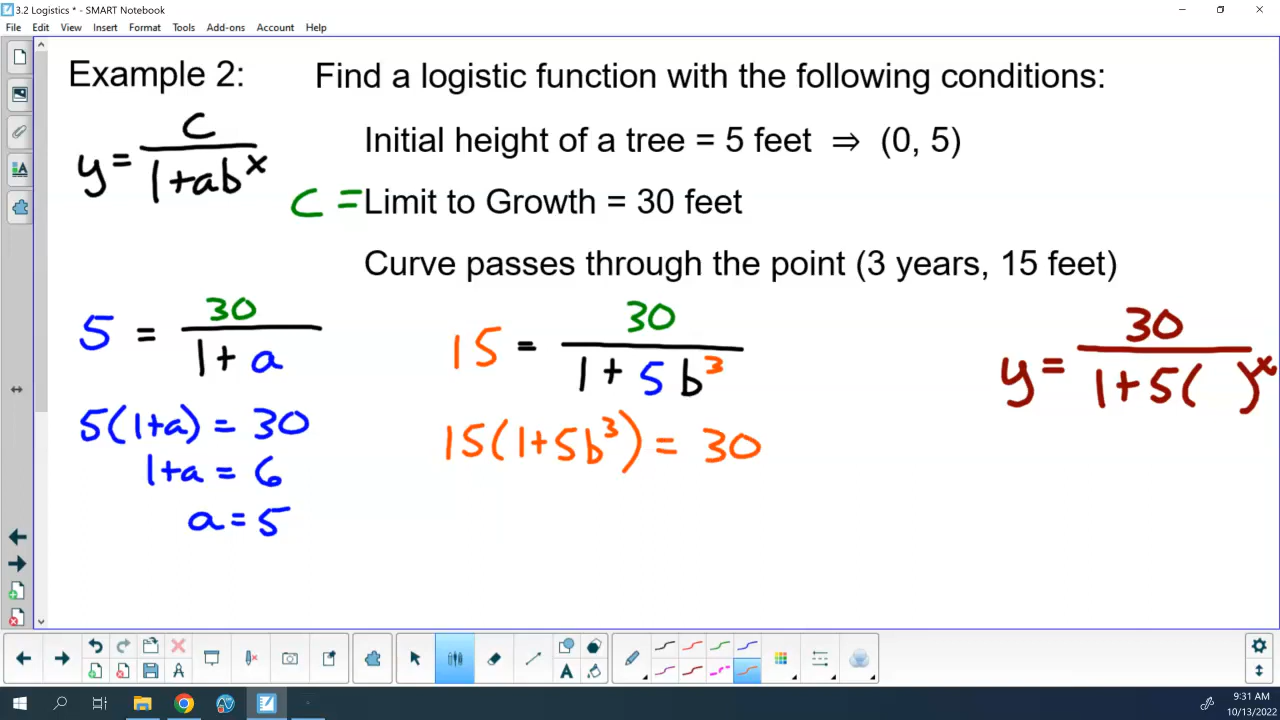 3.2 Logistics * - SMART Notebook
File Edit View Insert Format Tools Add-ons Account Help
Example 2: Find a logistic function with the following conditions:
y = c / (1+ab^x)
Initial height of a tree = 5 feet ⇒ (0, 5)
c = Limit to Growth = 30 feet
Curve passes through the point (3 years, 15 feet)
5 = 30 / (1 + a)
5(1+a) = 30
1+a = 6
a = 5
15 = 30 / (1 + 5b^3)
15(1+5b^3) = 30
y = 30 / (1+5( )^x)
9:31 AM
10/13/2022